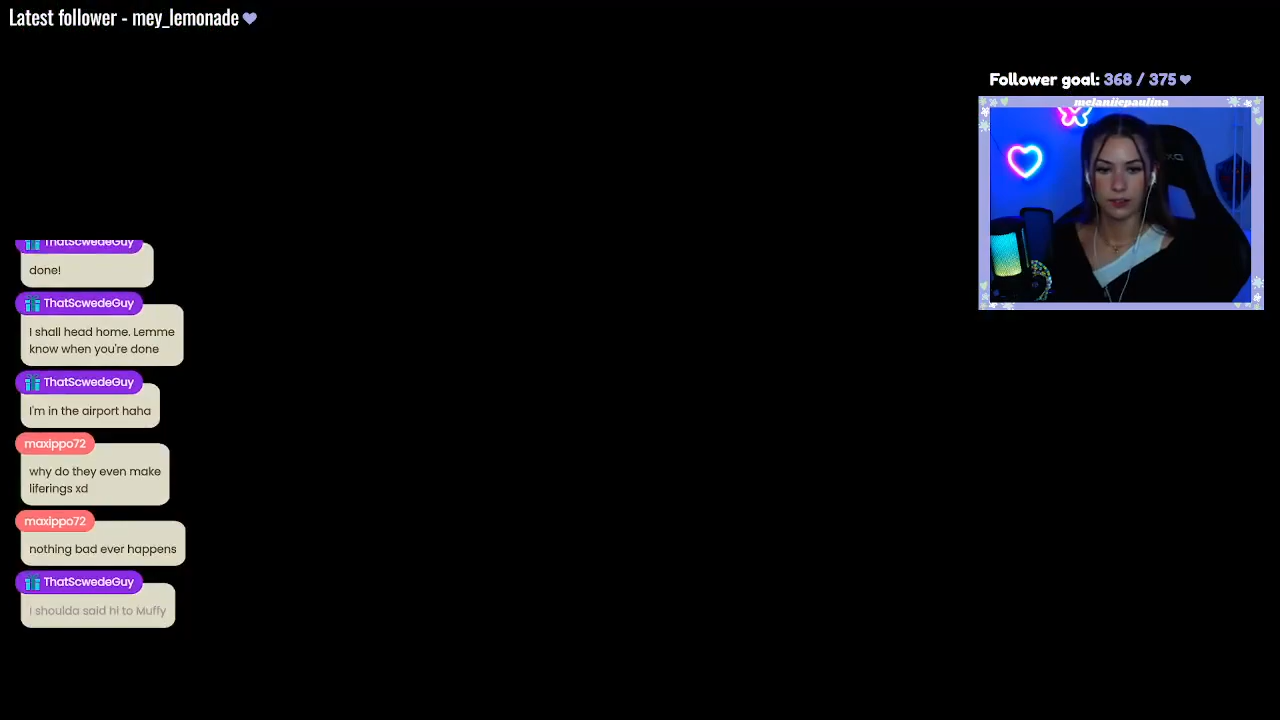 Latest follower - mey_lemonade
Follower goal: 368 / 375
melaniiepaulina
ThatScwedeGuy
done!
ThatScwedeGuy
I shall head home. Lemme
know when you're done
ThatScwedeGuy
I'm in the airport haha
maxippo72
why do they even make
liferings xd
maxippo72
nothing bad ever happens
ThatScwedeGuy
I shoulda said hi to Muffy